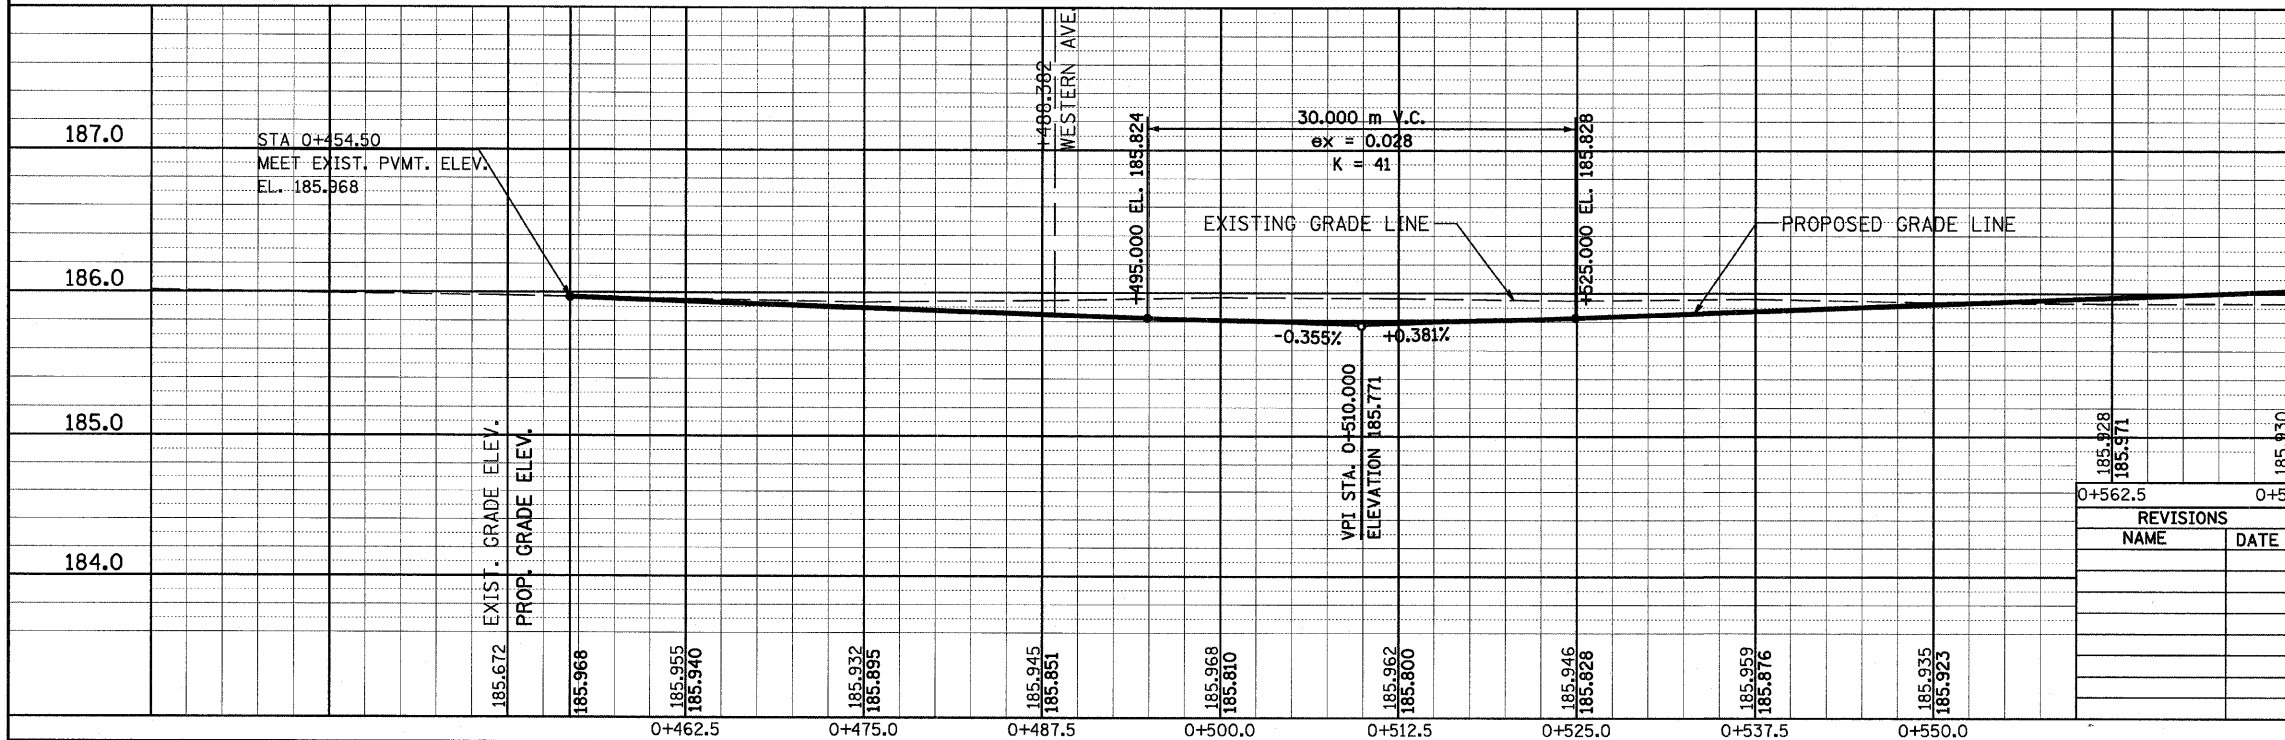 187.0
186.0
185.0
184.0
STA 0+454.50
MEET EXIST. PVMT. ELEV.
EL. 185.968
+488.382
WESTERN AVE.
+495.000 EL. 185.824
30.000 m V.C.
ex = 0.028
K = 41
+525.000 EL. 185.828
EXISTING GRADE LINE
PROPOSED GRADE LINE
-0.355%
+0.381%
VPI STA. 0+510.000
ELEVATION 185.771
EXIST. GRADE ELEV.
PROP. GRADE ELEV.
185.672
185.968
185.955
185.940
185.932
185.895
185.945
185.851
185.968
185.810
185.962
185.800
185.946
185.828
185.959
185.876
185.935
185.923
185.928
185.971
185.930
0+462.5
0+475.0
0+487.5
0+500.0
0+512.5
0+525.0
0+537.5
0+550.0
0+562.5
0+5
REVISIONS
NAME DATE